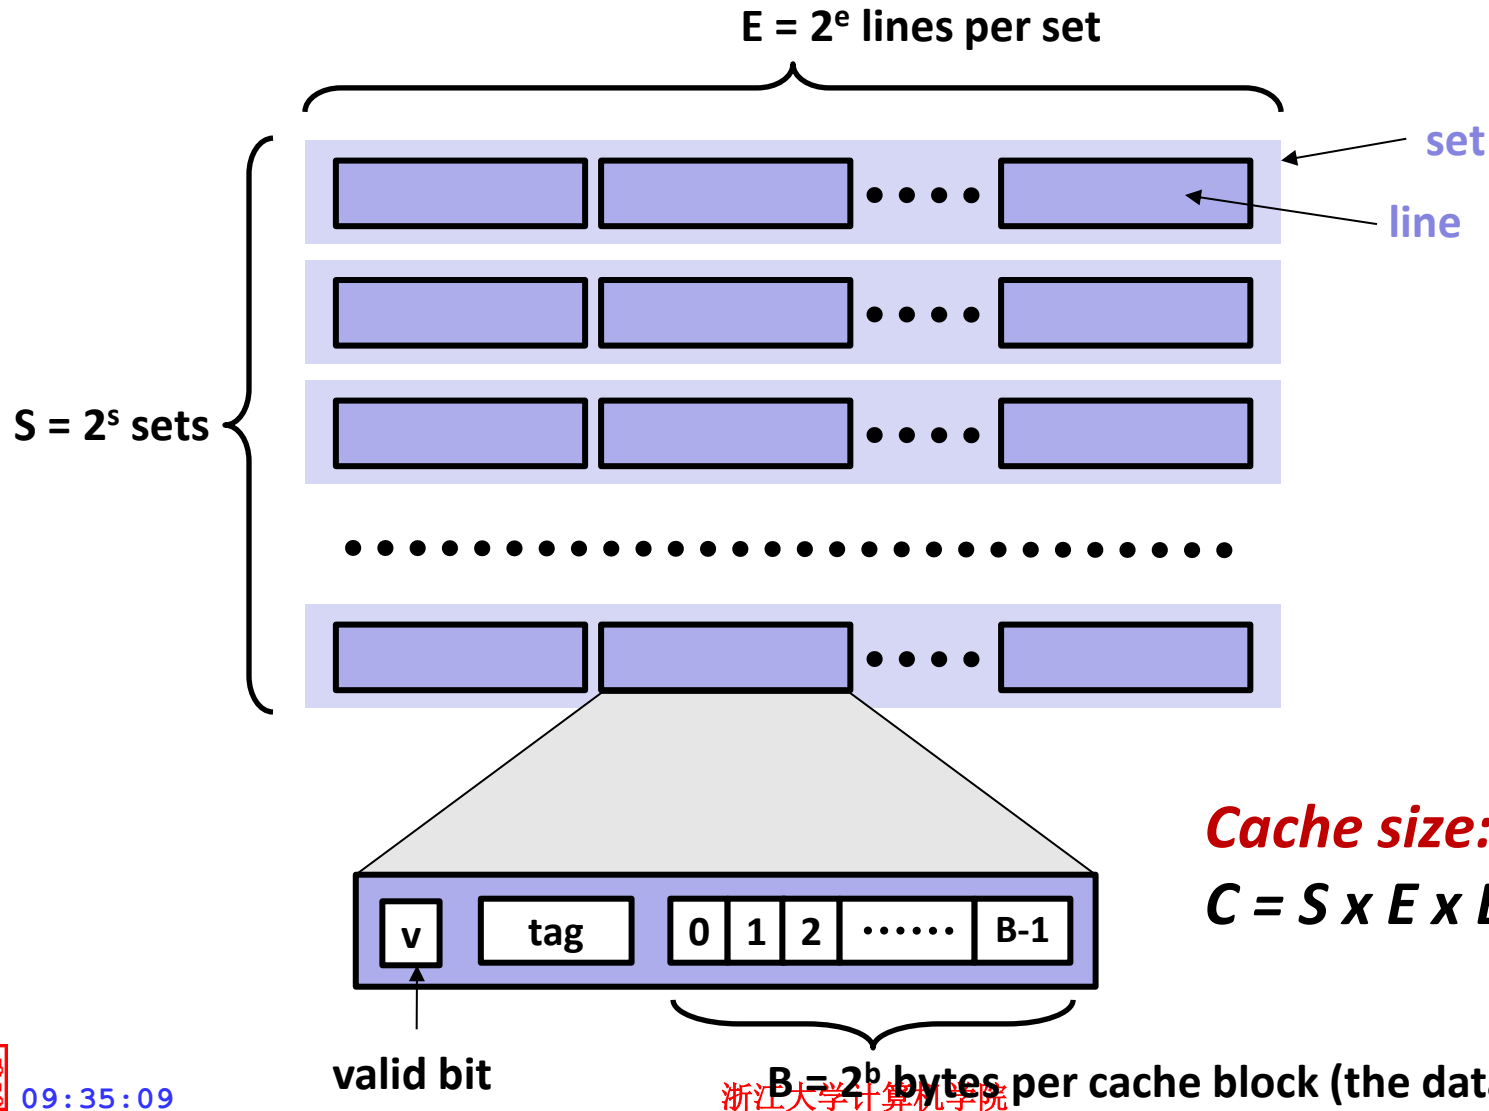 E = 2ᵉ lines per set
set
line
S = 2ˢ sets
Cache size:
C = S x E x
v
tag
0 1 2 ...... B-1
valid bit
B = 2ᵇ bytes per cache block (the data
09:35:09
浙江大学计算机学院